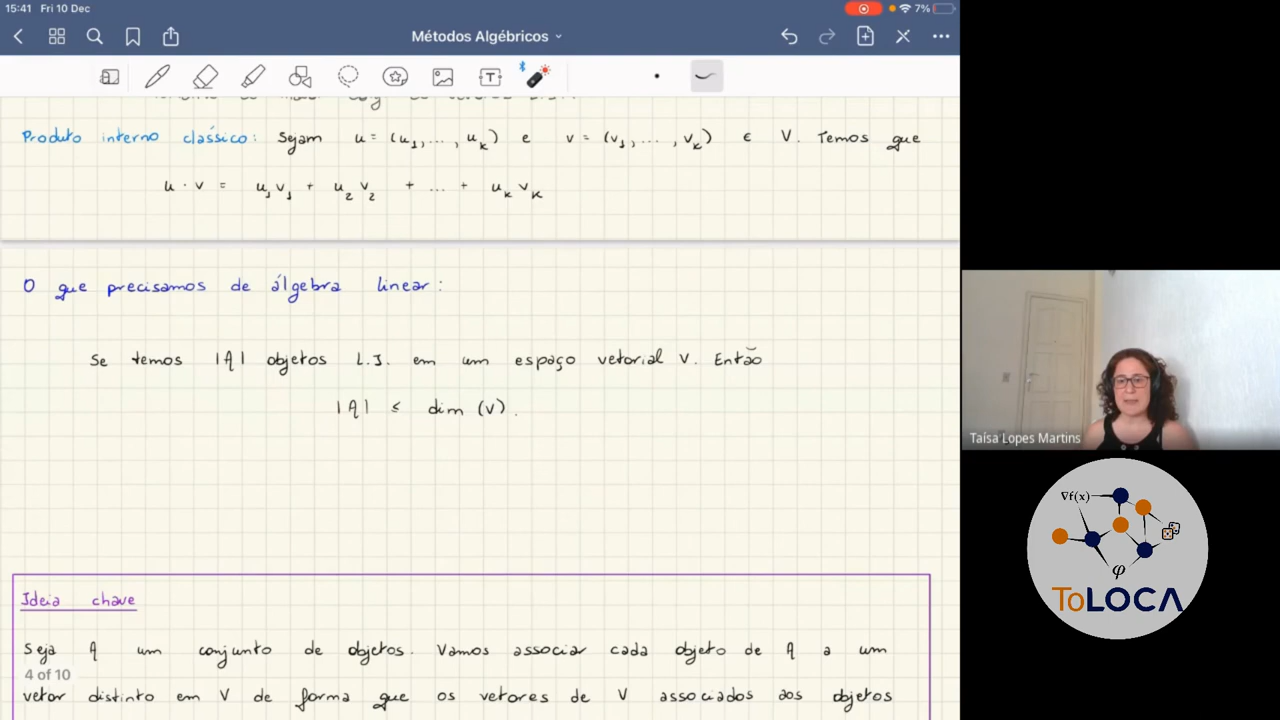 15:41 Fri 10 Dec
7%
Métodos Algébricos
Produto interno clássico: Sejam u = (u₁, ..., uₖ) e v = (v₁, ..., vₖ) ∈ V. Temos que
u · v = u₁v₁ + u₂v₂ + ... + uₖvₖ
O que precisamos de álgebra linear:
Se temos |A| objetos L.I. em um espaço vetorial V. Então
|A| ≤ dim (V).
Ideia chave
Seja A um conjunto de objetos. Vamos associar cada objeto de A a um
4 of 10
vetor distinto em V de forma que os vetores de V associados aos objetos
Taísa Lopes Martins
∇f(x)
φ
ToLOCA